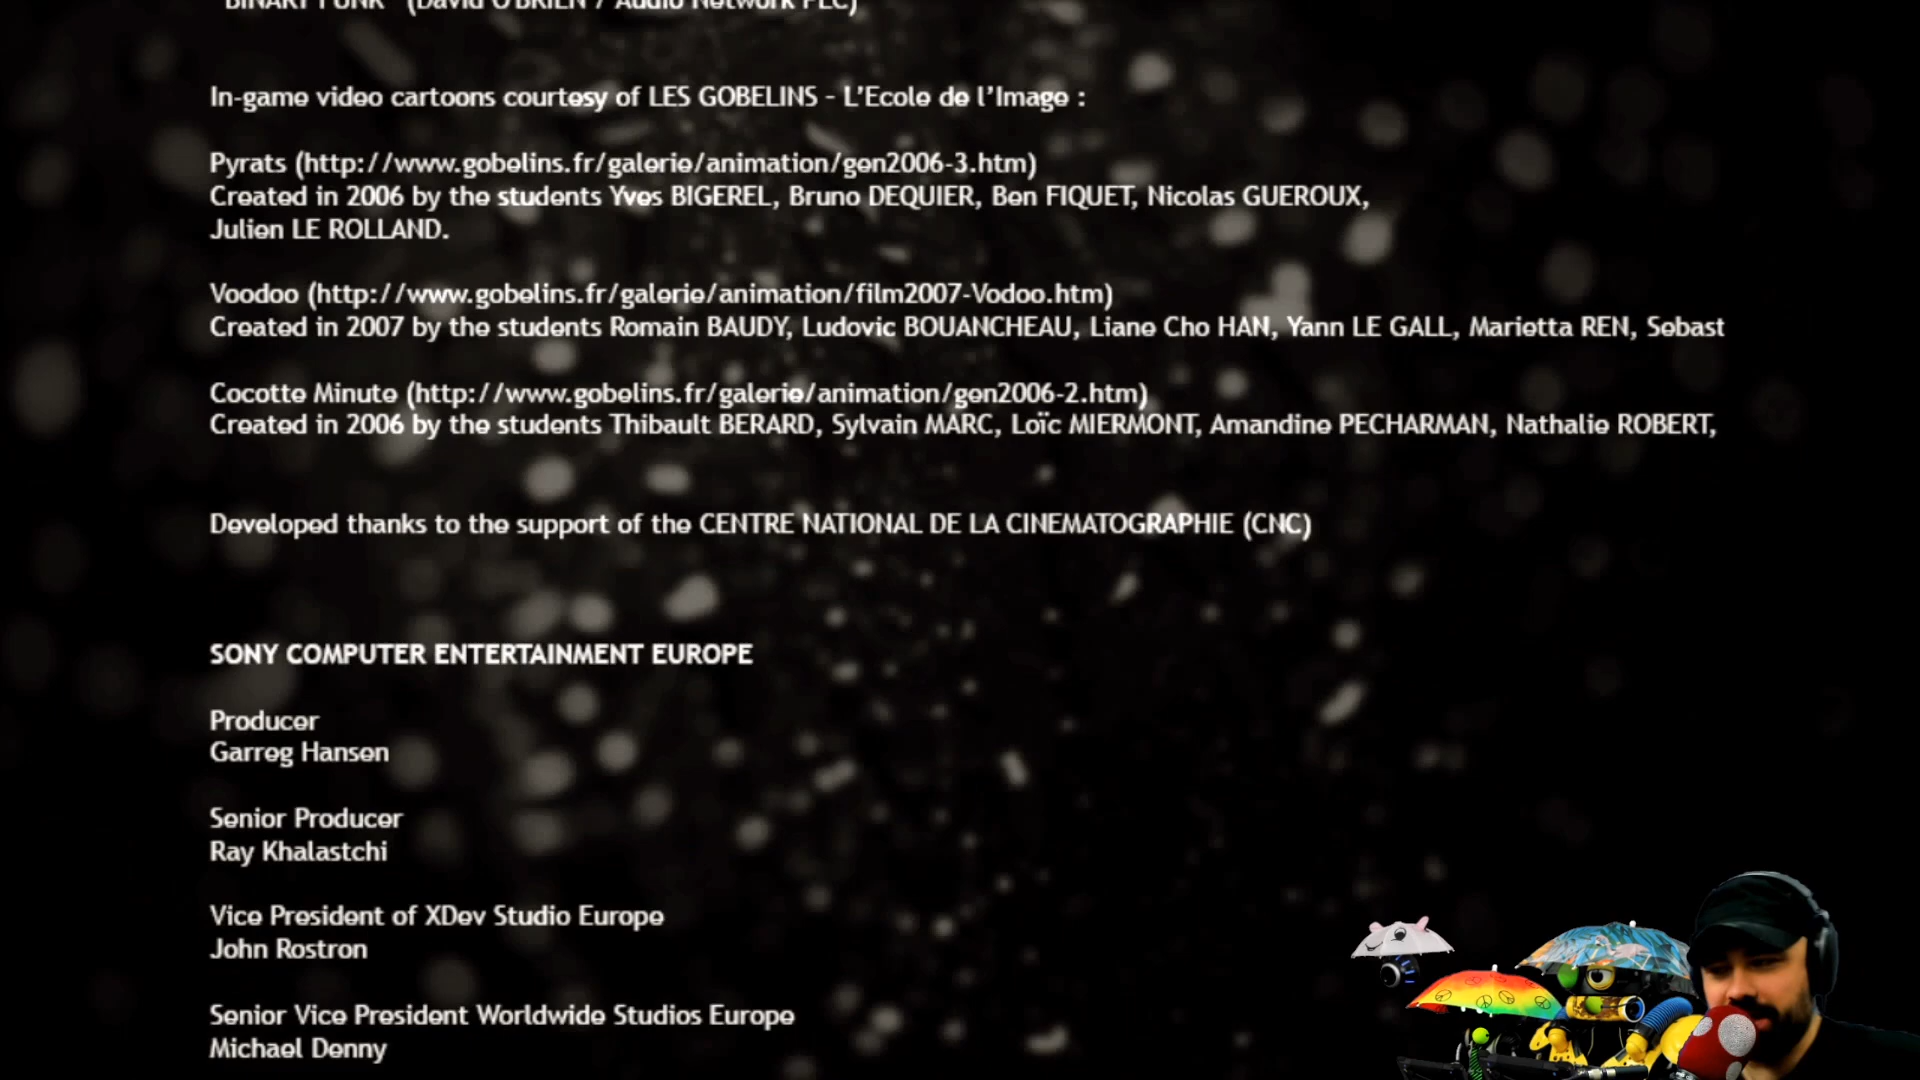 "BINARY FUNK" (David O'BRIEN / Audio Network PLC)
In-game video cartoons courtesy of LES GOBELINS - L'Ecole de l'Image :
Pyrats (http://www.gobelins.fr/galerie/animation/gen2006-3.htm)
Created in 2006 by the students Yves BIGEREL, Bruno DEQUIER, Ben FIQUET, Nicolas GUEROUX,
Julien LE ROLLAND.
Voodoo (http://www.gobelins.fr/galerie/animation/film2007-Vodoo.htm)
Created in 2007 by the students Romain BAUDY, Ludovic BOUANCHEAU, Liane Cho HAN, Yann LE GALL, Marietta REN, Sebast
Cocotte Minute (http://www.gobelins.fr/galerie/animation/gen2006-2.htm)
Created in 2006 by the students Thibault BERARD, Sylvain MARC, Loïc MIERMONT, Amandine PECHARMAN, Nathalie ROBERT,
Developed thanks to the support of the CENTRE NATIONAL DE LA CINEMATOGRAPHIE (CNC)
SONY COMPUTER ENTERTAINMENT EUROPE
Producer
Garreg Hansen
Senior Producer
Ray Khalastchi
Vice President of XDev Studio Europe
John Rostron
Senior Vice President Worldwide Studios Europe
Michael Denny